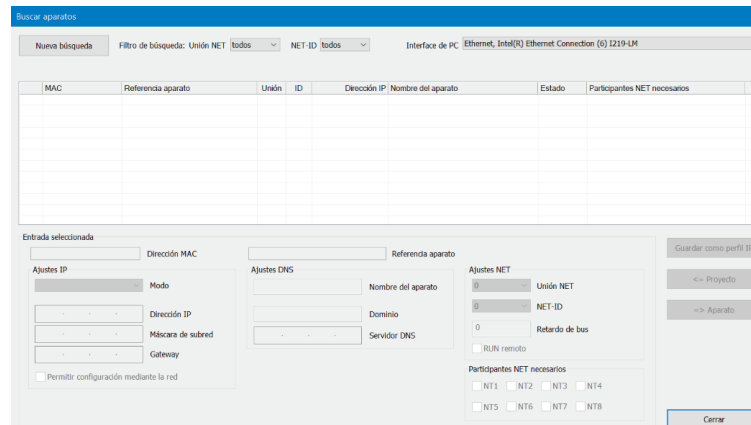 Buscar aparatos
Nueva búsqueda Filtro de búsqueda: Unión NET todos NET-ID todos Interface de PC Ethernet, Intel(R) Ethernet Connection (6) I219-LM
MAC Referencia aparato Unión ID Dirección IP Nombre del aparato Estado Participantes NET necesarios
Entrada seleccionada
Dirección MAC Referencia aparato
Guardar como perfil IP
Ajustes IP Ajustes DNS Ajustes NET
Modo Nombre del aparato 0 Unión NET
<= Proyecto
Dirección IP Dominio 0 NET-ID
=> Aparato
Máscara de subred Servidor DNS 0 Retardo de bus
Gateway RUN remoto
Permitir configuración mediante la red
Participantes NET necesarios
NT1 NT2 NT3 NT4
NT5 NT6 NT7 NT8
Cerrar